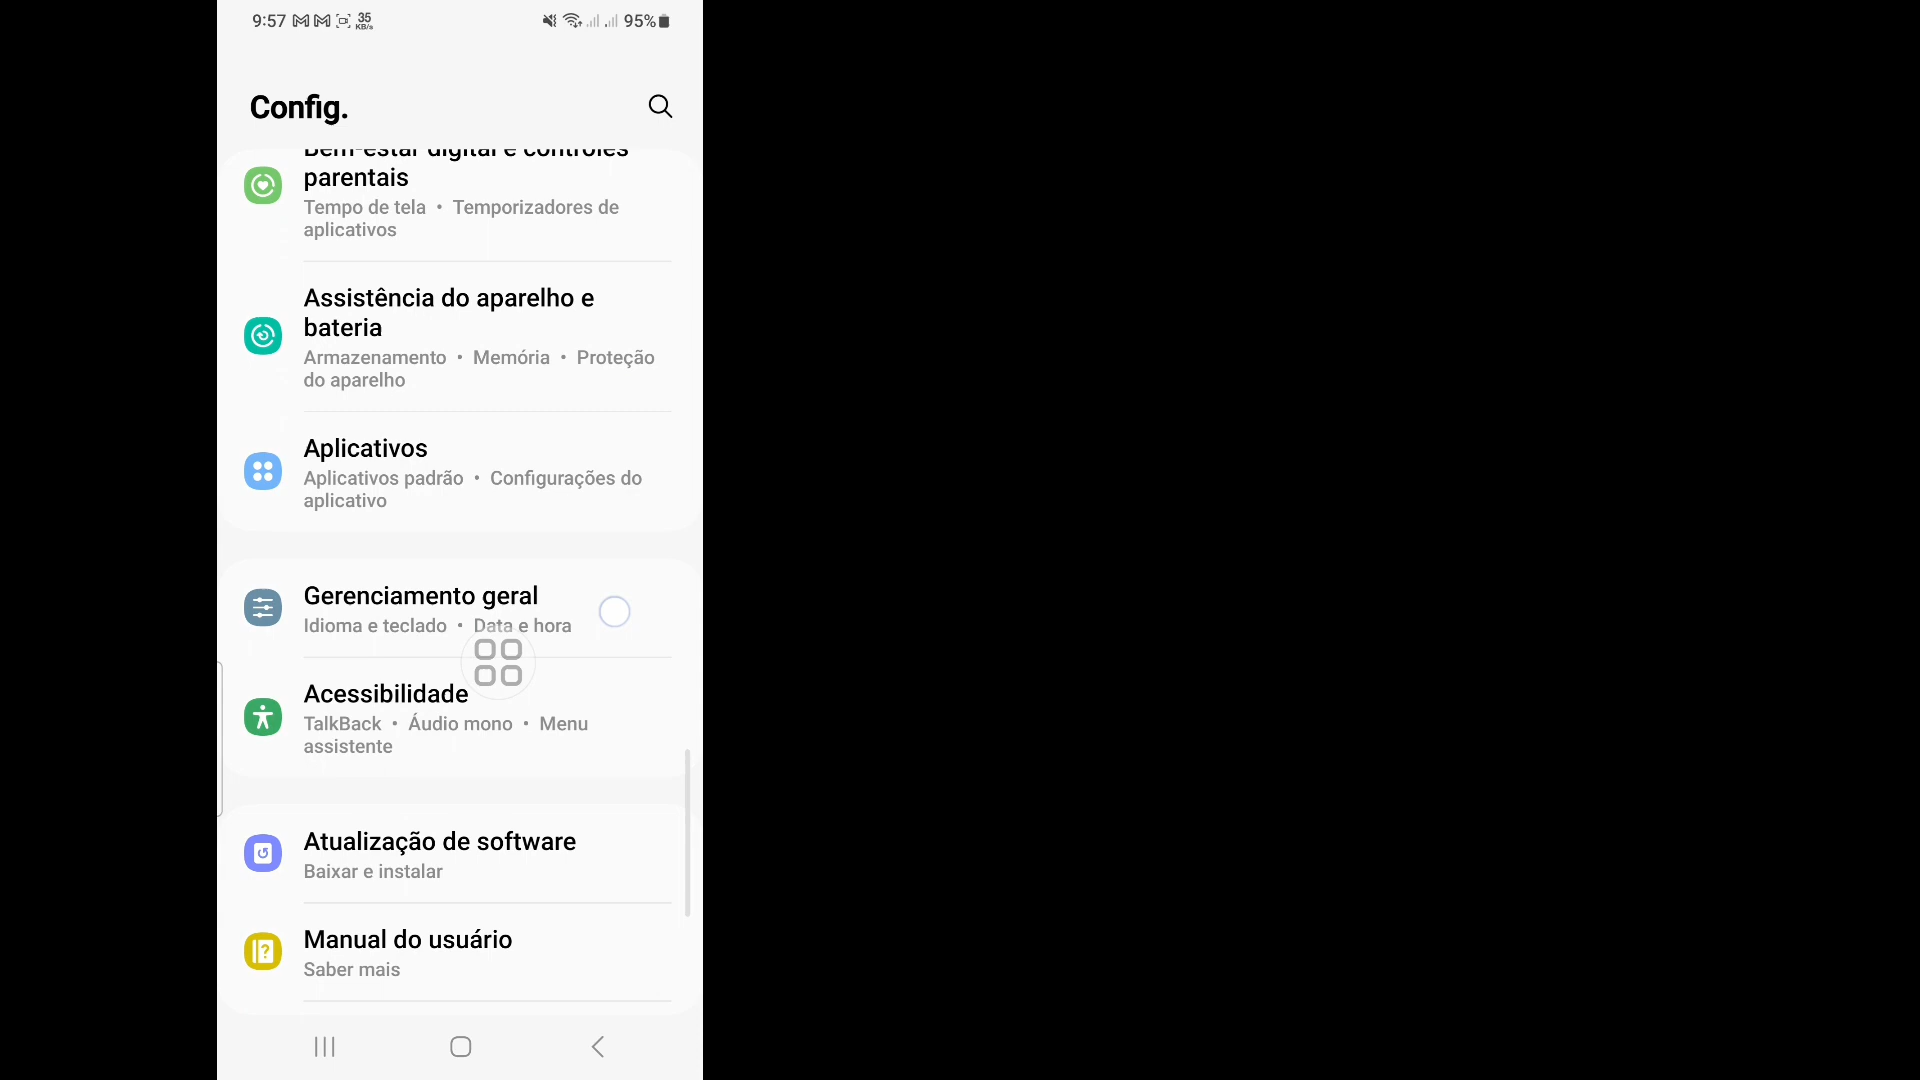 9:57 35 KB/s 95%
Config.
Bem-estar digital e controles
parentais
Tempo de tela • Temporizadores de
aplicativos
Assistência do aparelho e
bateria
Armazenamento • Memória • Proteção
do aparelho
Aplicativos
Aplicativos padrão • Configurações do
aplicativo
Gerenciamento geral
Idioma e teclado • Data e hora
Acessibilidade
TalkBack • Áudio mono • Menu
assistente
Atualização de software
Baixar e instalar
Manual do usuário
Saber mais